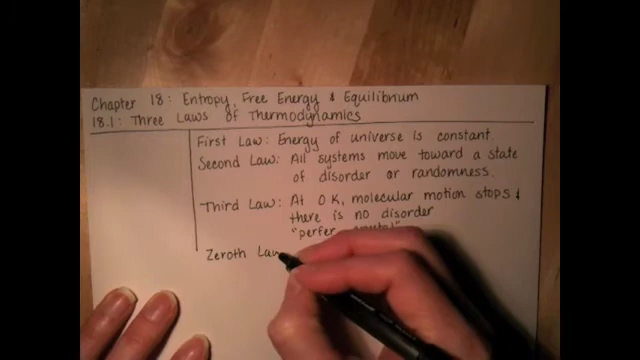 Chapter 18: Entropy, Free Energy & Equilibrium
18.1: Three Laws of Thermodynamics
First Law: Energy of universe is constant.
Second Law: All systems move toward a state
of disorder or randomness.
Third Law: At 0 K, molecular motion stops &
there is no disorder
Zeroth Law